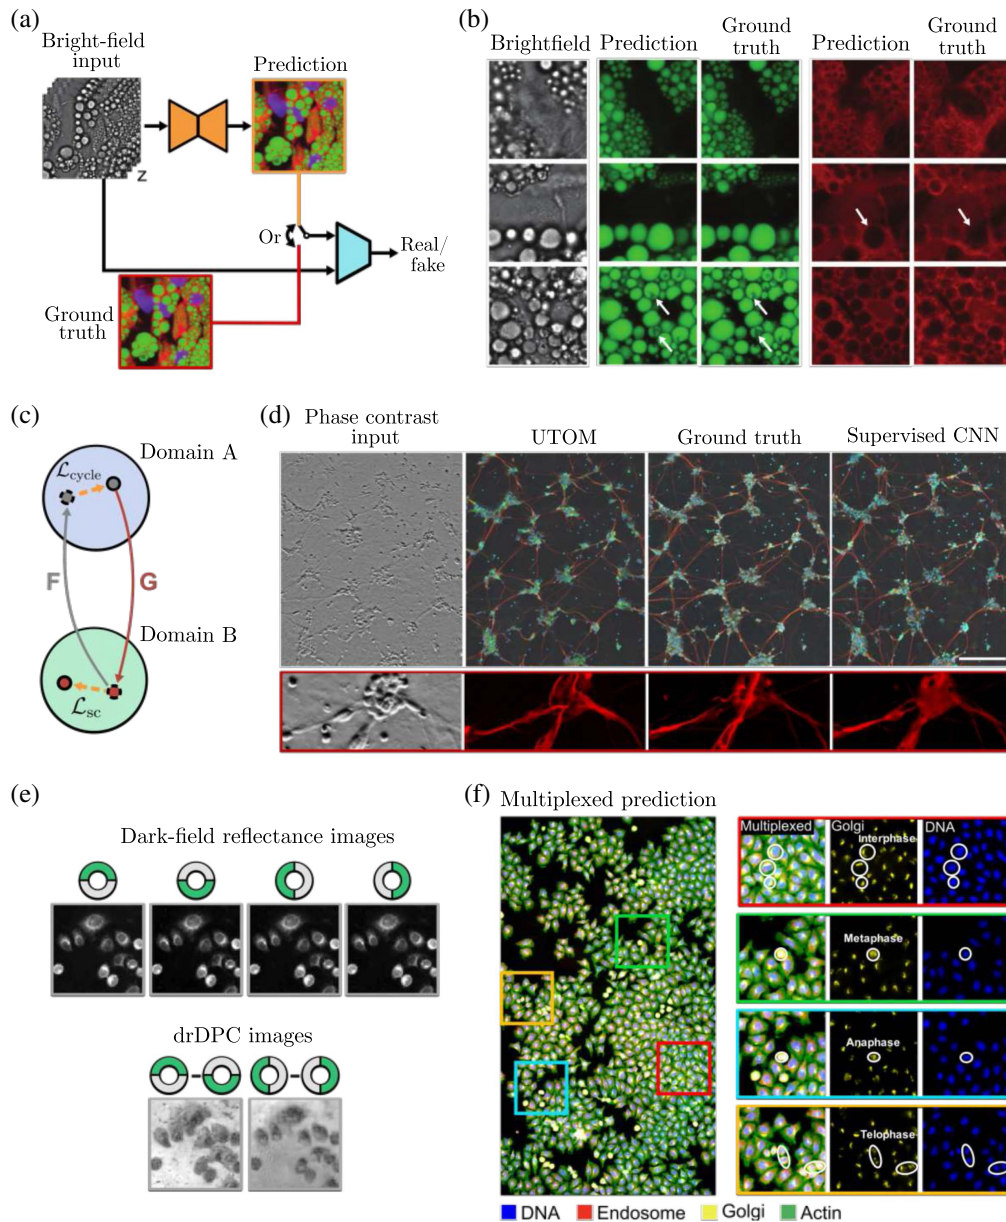 (a)
Bright-field
input
Prediction
z
Or
Real/
fake
Ground
truth
(b)
Brightfield
Prediction
Ground
truth
Prediction
Ground
truth
(c)
Domain A
ℒcycle
F
G
Domain B
ℒsc
(d)
Phase contrast
input
UTOM
Ground truth
Supervised CNN
(e)
Dark-field reflectance images
drDPC images
(f)
Multiplexed prediction
Multiplexed
Golgi
DNA
Interphase
Metaphase
Anaphase
Telophase
DNA
Endosome
Golgi
Actin